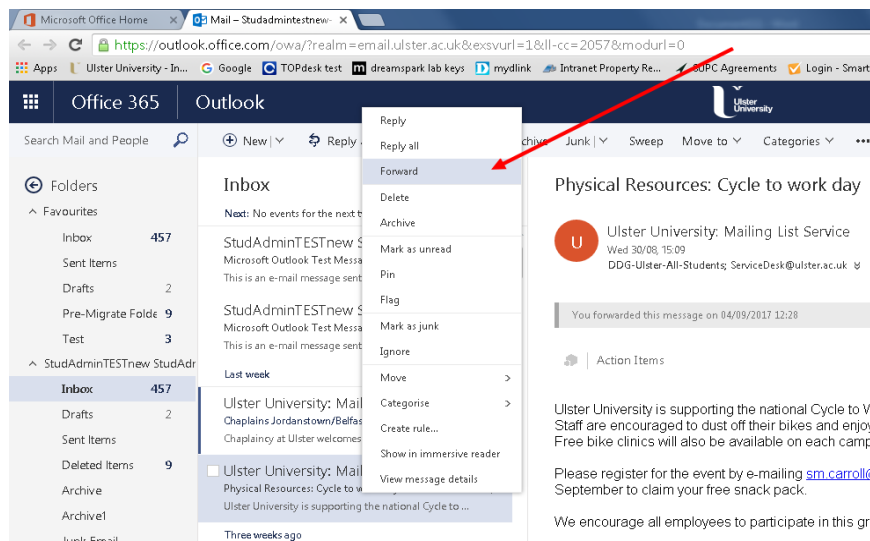 Microsoft Office Home
Mail – Studadmintestnew-
https://outlook.office.com/owa/?realm=email.ulster.ac.uk&exsvurl=1&ll-cc=2057&modurl=0
Apps Ulster University - In... Google TOPdesk test dreamspark lab keys mydlink Intranet Property Re... SUPC Agreements Login - Smart
Office 365 Outlook Ulster University
Search Mail and People New Reply chive Junk Sweep Move to Categories
Folders
Favourites
Inbox 457
Sent Items
Drafts 2
Pre-Migrate Folde 9
Test 3
StudAdminTESTnew StudAdr
Inbox 457
Drafts 2
Sent Items
Deleted Items 9
Archive
Archive1
Junk Email
Inbox
Next: No events for the next t
StudAdminTESTnew S
Microsoft Outlook Test Messa
This is an e-mail message sent
StudAdminTESTnew S
Microsoft Outlook Test Messa
This is an e-mail message sent
Last week
Ulster University: Mail
Chaplains Jordanstown/Belfas
Chaplaincy at Ulster welcomes
Ulster University: Mail
Physical Resources: Cycle to w
Ulster University is supporting the national Cycle to ...
Three weeks ago
Reply
Reply all
Forward
Delete
Archive
Mark as unread
Pin
Flag
Mark as junk
Ignore
Move
Categorise
Create rule...
Show in immersive reader
View message details
Physical Resources: Cycle to work day
U
Ulster University: Mailing List Service
Wed 30/08, 15:09
DDG-Ulster-All-Students; ServiceDesk@ulster.ac.uk
You forwarded this message on 04/09/2017 12:28
Action Items
Ulster University is supporting the national Cycle to W
Staff are encouraged to dust off their bikes and enjoy
Free bike clinics will also be available on each camp
Please register for the event by e-mailing sm.carroll@
September to claim your free snack pack.
We encourage all employees to participate in this gr